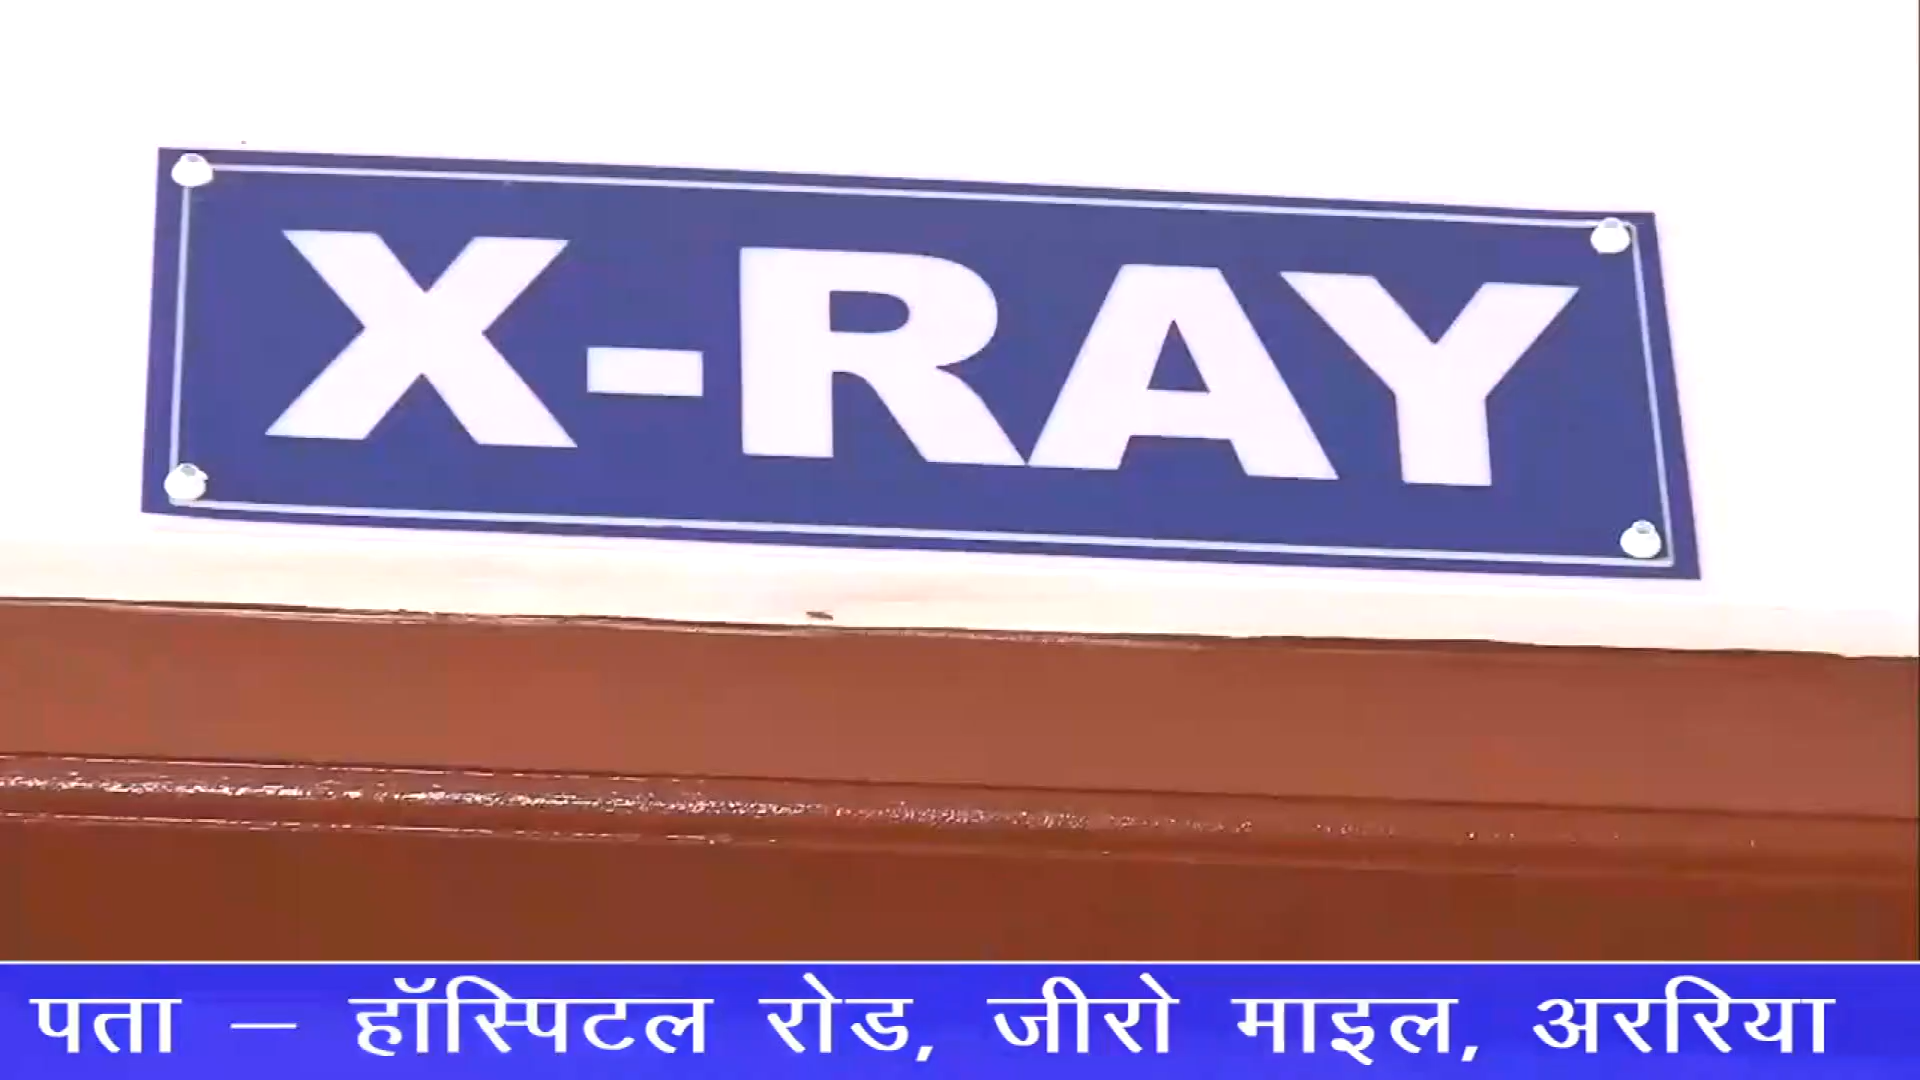 X-RAY
पता – हॉस्पिटल रोड, जीरो माइल, अररिया